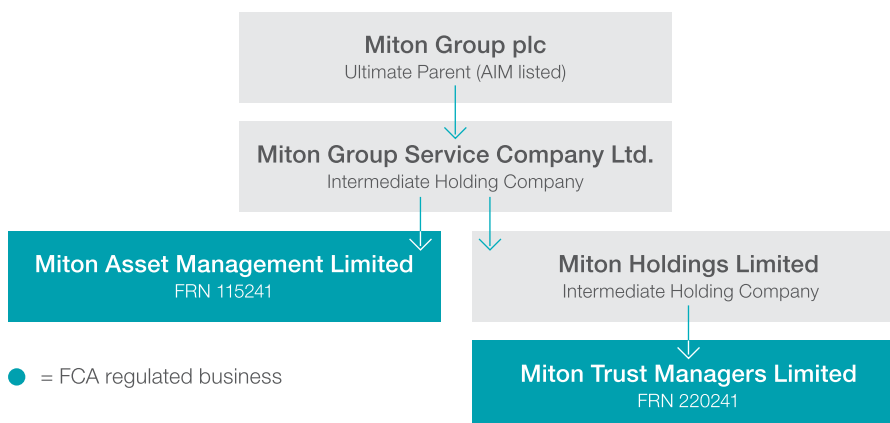 Miton Group plc
Ultimate Parent (AIM listed)
Miton Group Service Company Ltd.
Intermediate Holding Company
Miton Asset Management Limited
FRN 115241
Miton Holdings Limited
Intermediate Holding Company
Miton Trust Managers Limited
FRN 220241
= FCA regulated business